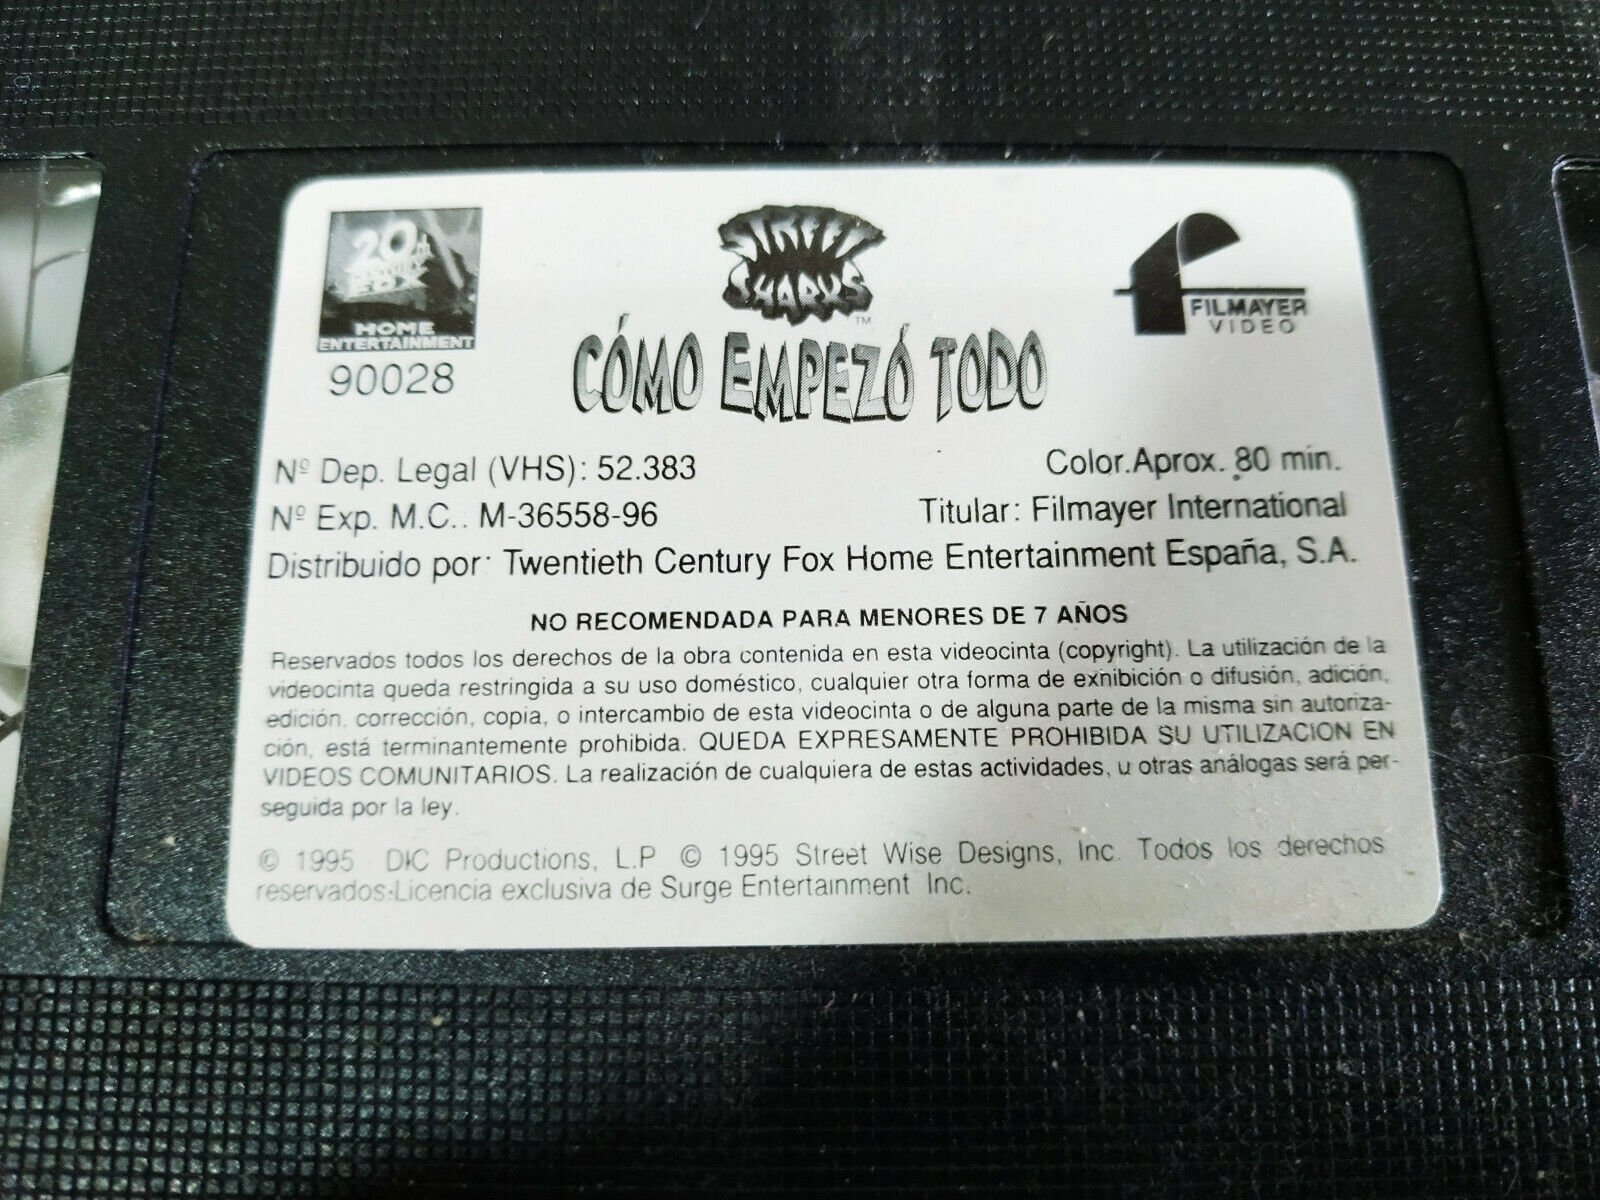 20th
CENTURY
FOX
HOME
ENTERTAINMENT
90028
STREET
SHARKS
™
CÓMO EMPEZÓ TODO
FILMAYER
VIDEO
Nº Dep. Legal (VHS): 52.383
Color.Aprox. 80 min.
Nº Exp. M.C.: M-36558-96
Titular: Filmayer International
Distribuido por: Twentieth Century Fox Home Entertainment España, S.A.
NO RECOMENDADA PARA MENORES DE 7 AÑOS
Reservados todos los derechos de la obra contenida en esta videocinta (copyright). La utilización de la
videocinta queda restringida a su uso doméstico, cualquier otra forma de exhibición o difusión, adición,
edición, corrección, copia, o intercambio de esta videocinta o de alguna parte de la misma sin autoriza-
ción, está terminantemente prohibida. QUEDA EXPRESAMENTE PROHIBIDA SU UTILIZACION EN
VIDEOS COMUNITARIOS. La realización de cualquiera de estas actividades, u otras análogas será per-
seguida por la ley.
© 1995 DIC Productions, L.P © 1995 Street Wise Designs, Inc. Todos los derechos
reservados-Licencia exclusiva de Surge Entertainment Inc.